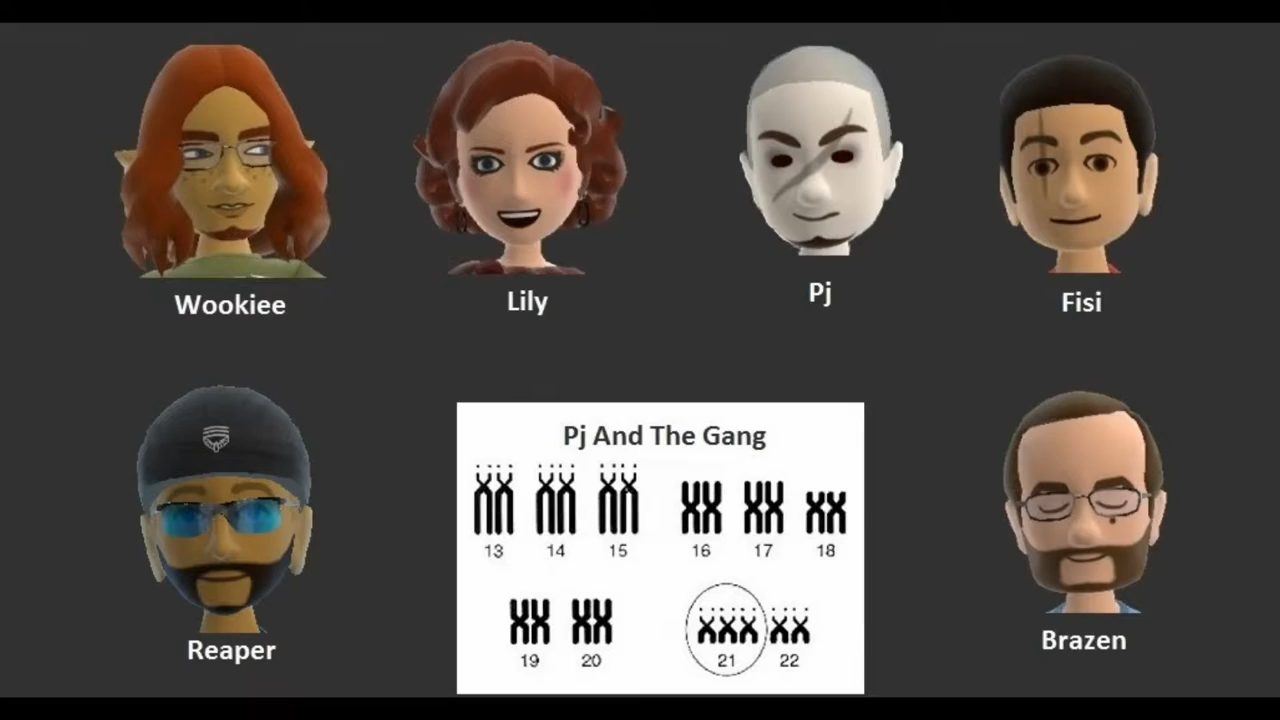 Wookiee
Lily
Pj
Fisi
Reaper
Pj And The Gang
13 14 15 16 17 18
19 20 21 22
Brazen